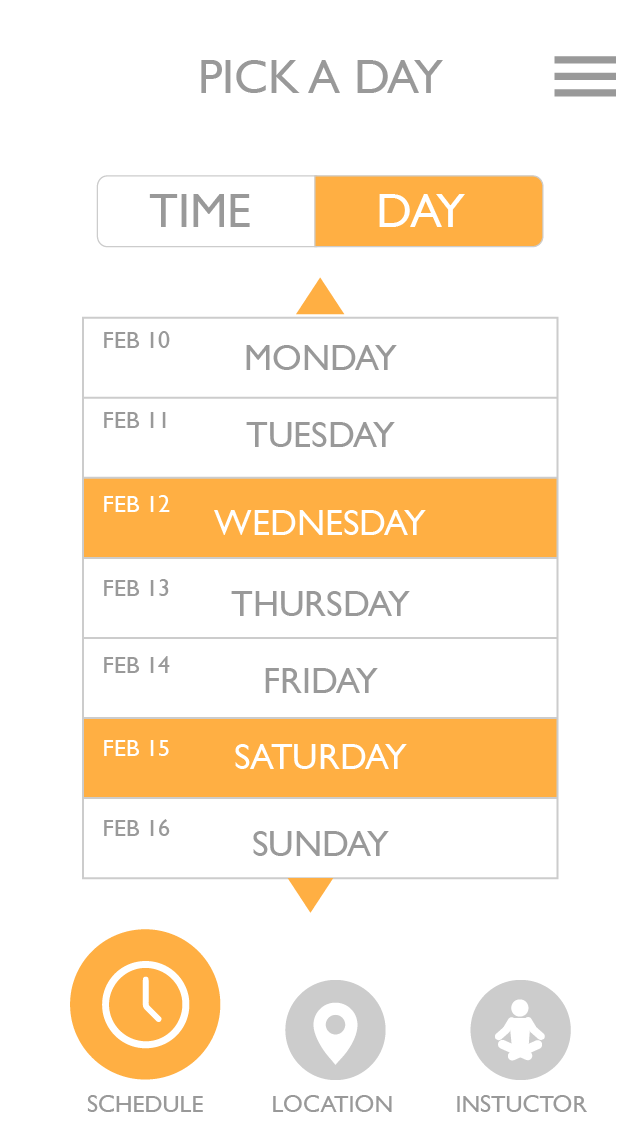 PICK A DAY
TIME DAY
FEB 10 MONDAY
FEB 11 TUESDAY
FEB 12 WEDNESDAY
FEB 13 THURSDAY
FEB 14 FRIDAY
FEB 15 SATURDAY
FEB 16 SUNDAY
SCHEDULE LOCATION INSTUCTOR